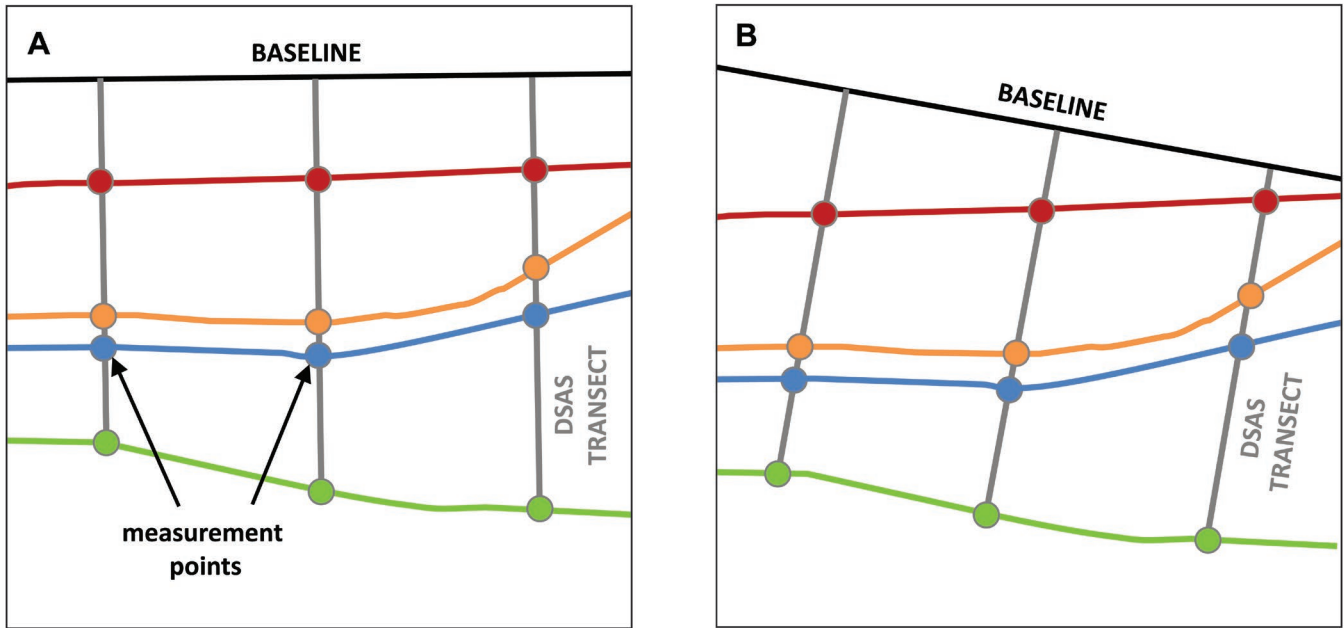 A
BASELINE
DSAS
TRANSECT
measurement
points
B
BASELINE
DSAS
TRANSECT